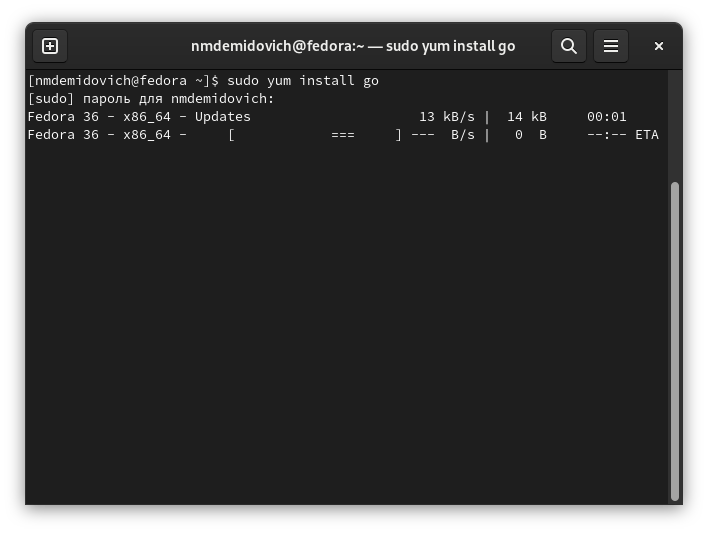 nmdemidovich@fedora:~ — sudo yum install go
[nmdemidovich@fedora ~]$ sudo yum install go
[sudo] пароль для nmdemidovich:
Fedora 36 - x86_64 - Updates                     13 kB/s |  14 kB     00:01
Fedora 36 - x86_64 -     [            ===     ] ---  B/s |   0  B     --:-- ETA